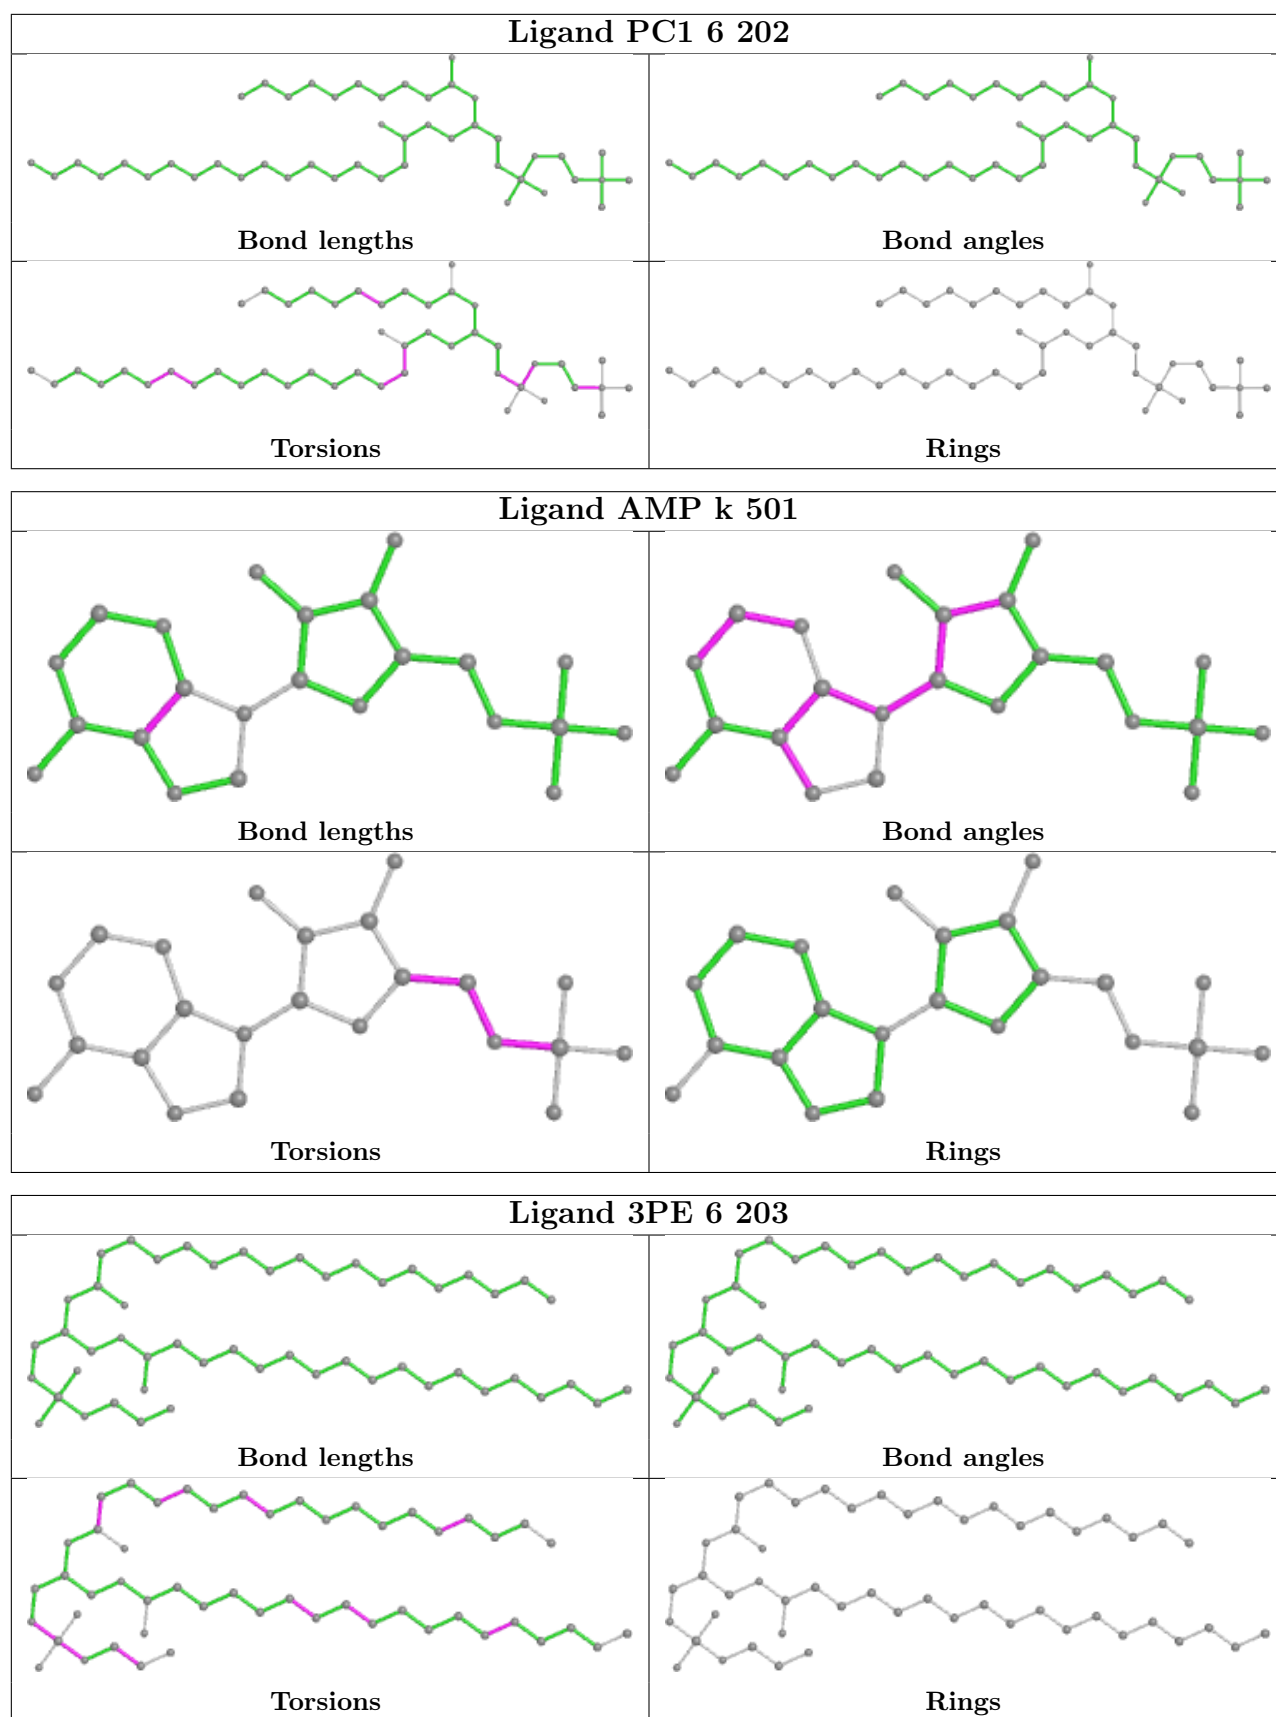 Ligand PC1 6 202
Bond lengths
Bond angles
Torsions
Rings
Ligand AMP k 501
Bond lengths
Bond angles
Torsions
Rings
Ligand 3PE 6 203
Bond lengths
Bond angles
Torsions
Rings